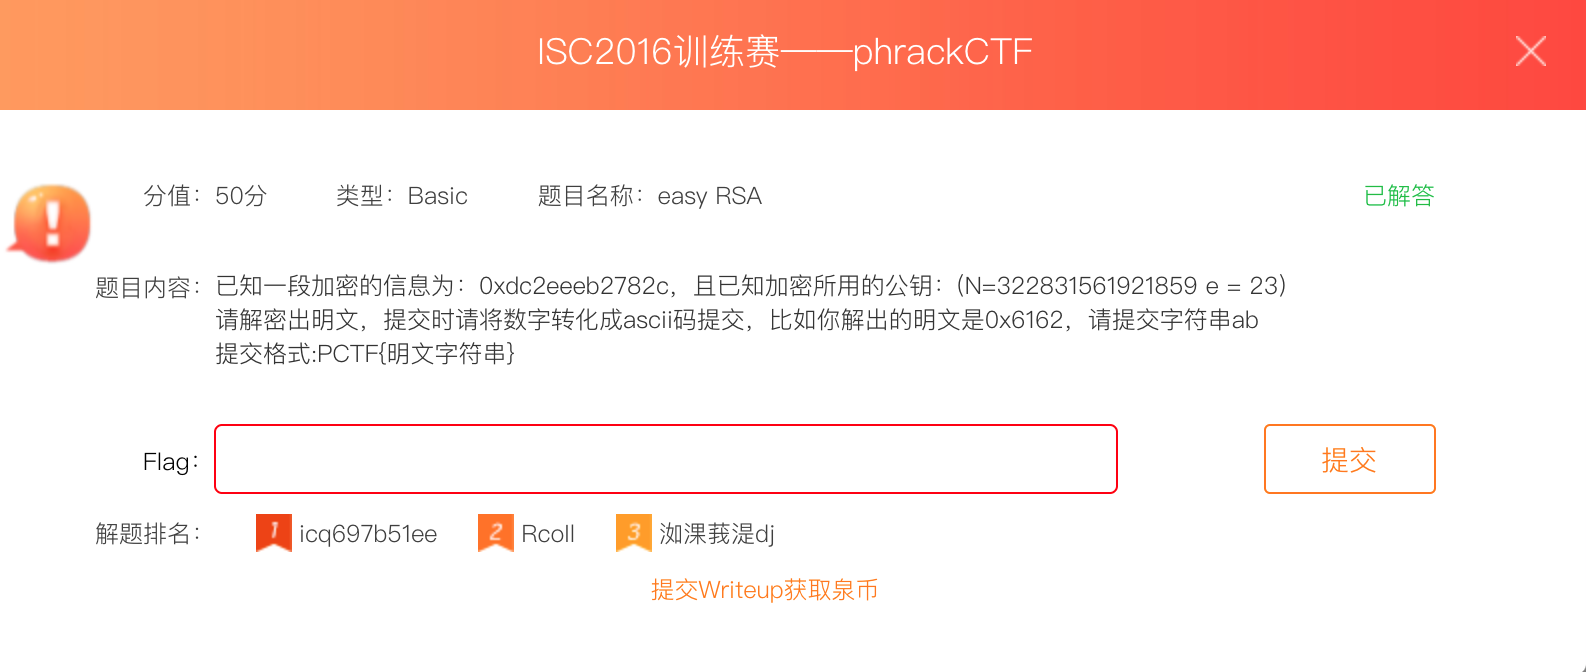 ISC2016训练赛——phrackCTF
分值：50分 类型：Basic 题目名称：easy RSA 已解答
题目内容：已知一段加密的信息为：0xdc2eeeb2782c，且已知加密所用的公钥：(N=322831561921859 e = 23)
请解密出明文，提交时请将数字转化成ascii码提交，比如你解出的明文是0x6162，请提交字符串ab
提交格式:PCTF{明文字符串}
Flag： 提交
解题排名： 1 icq697b51ee 2 Rcoll 3 洳淉莪湜dj
提交Writeup获取泉币